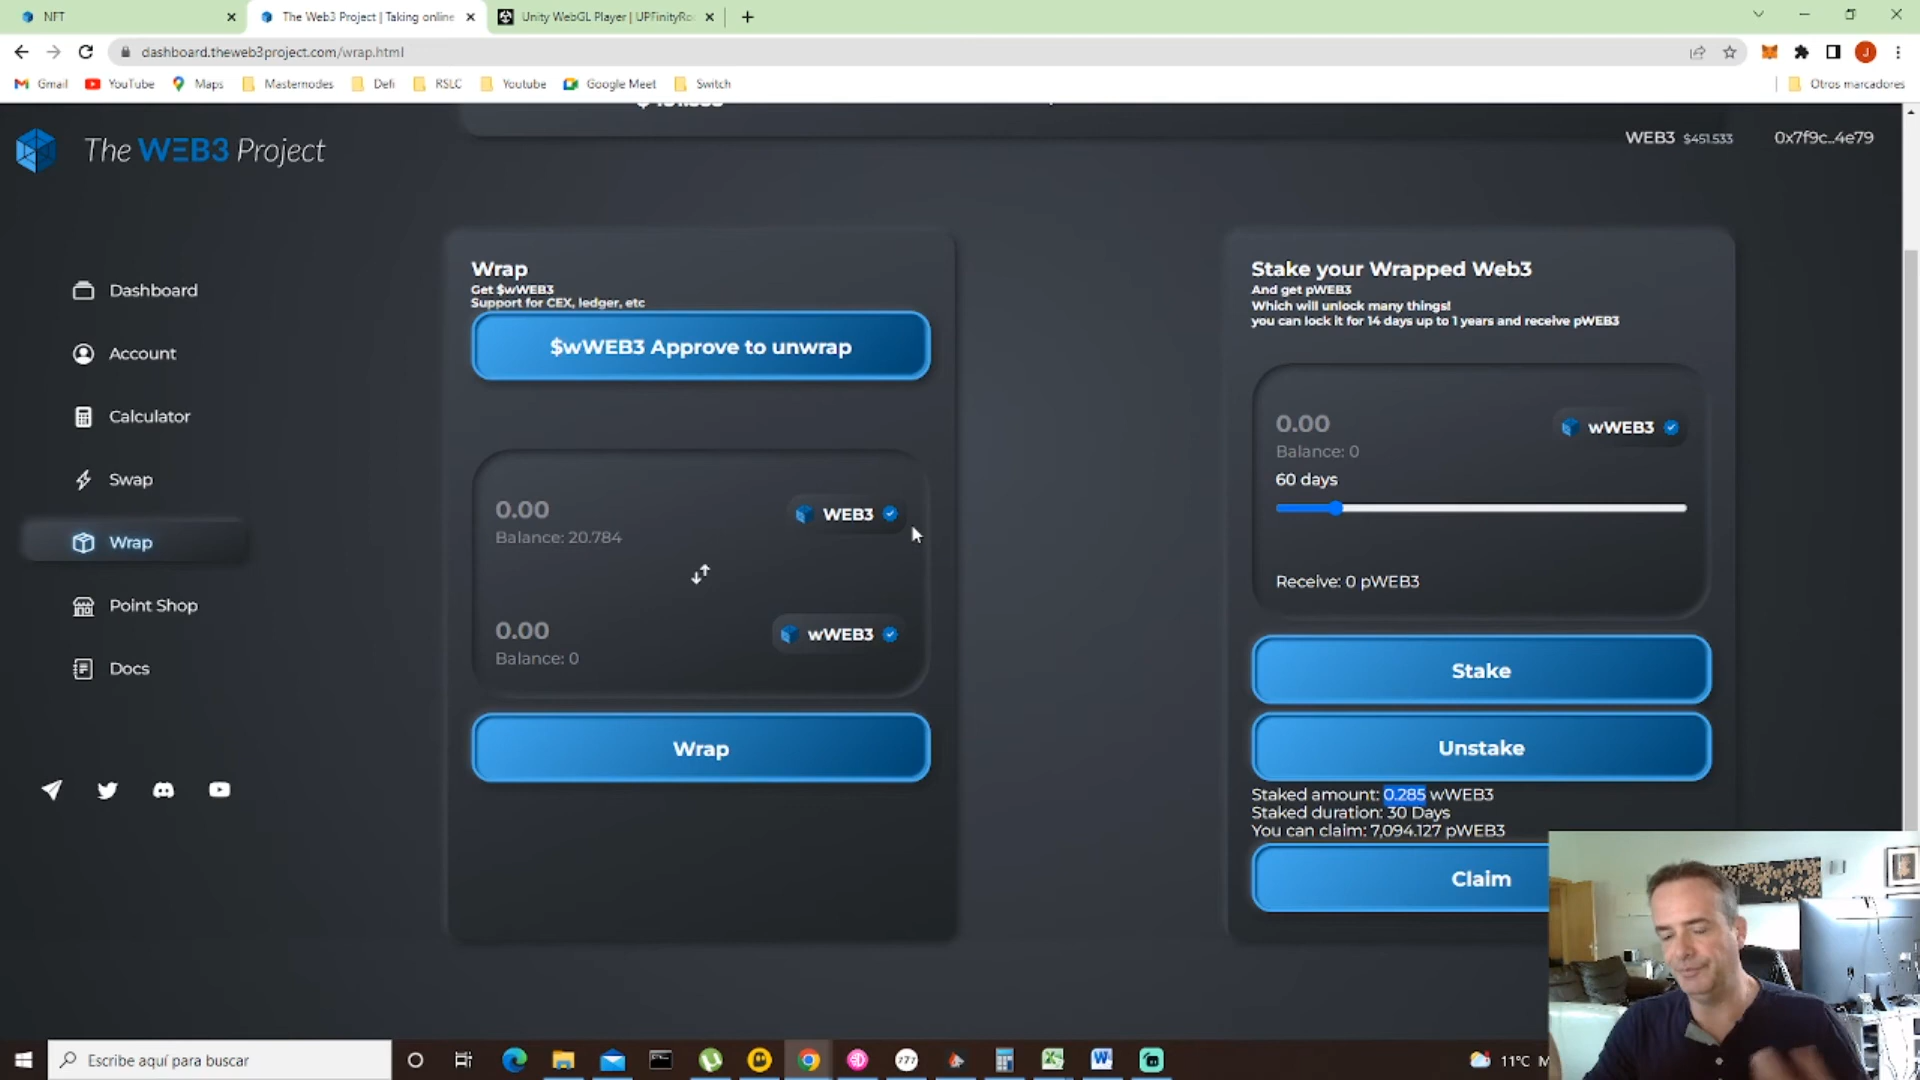 NFT
The Web3 Project | Taking online
Unity WebGL Player | UPFinityRo
dashboard.theweb3project.com/wrap.html
J
Gmail
YouTube
Maps
Masternodes
Defi
RSLC
Youtube
Google Meet
Switch
Otros marcadores
The WEB3 Project
WEB3 $451.533
0x7f9c..4e79
Dashboard
Account
Calculator
Swap
Wrap
Point Shop
Docs
Wrap
Get $wWEB3
Support for CEX, ledger, etc
$wWEB3 Approve to unwrap
0.00
WEB3
Balance: 20.784
0.00
wWEB3
Balance: 0
Wrap
Stake your Wrapped Web3
And get pWEB3
Which will unlock many things!
you can lock it for 14 days up to 1 years and receive pWEB3
0.00
wWEB3
Balance: 0
60 days
Receive: 0 pWEB3
Stake
Unstake
Staked amount: 0.285 wWEB3
Staked duration: 30 Days
You can claim: 7,094.127 pWEB3
Claim
Escribe aquí para buscar
777
11°C M